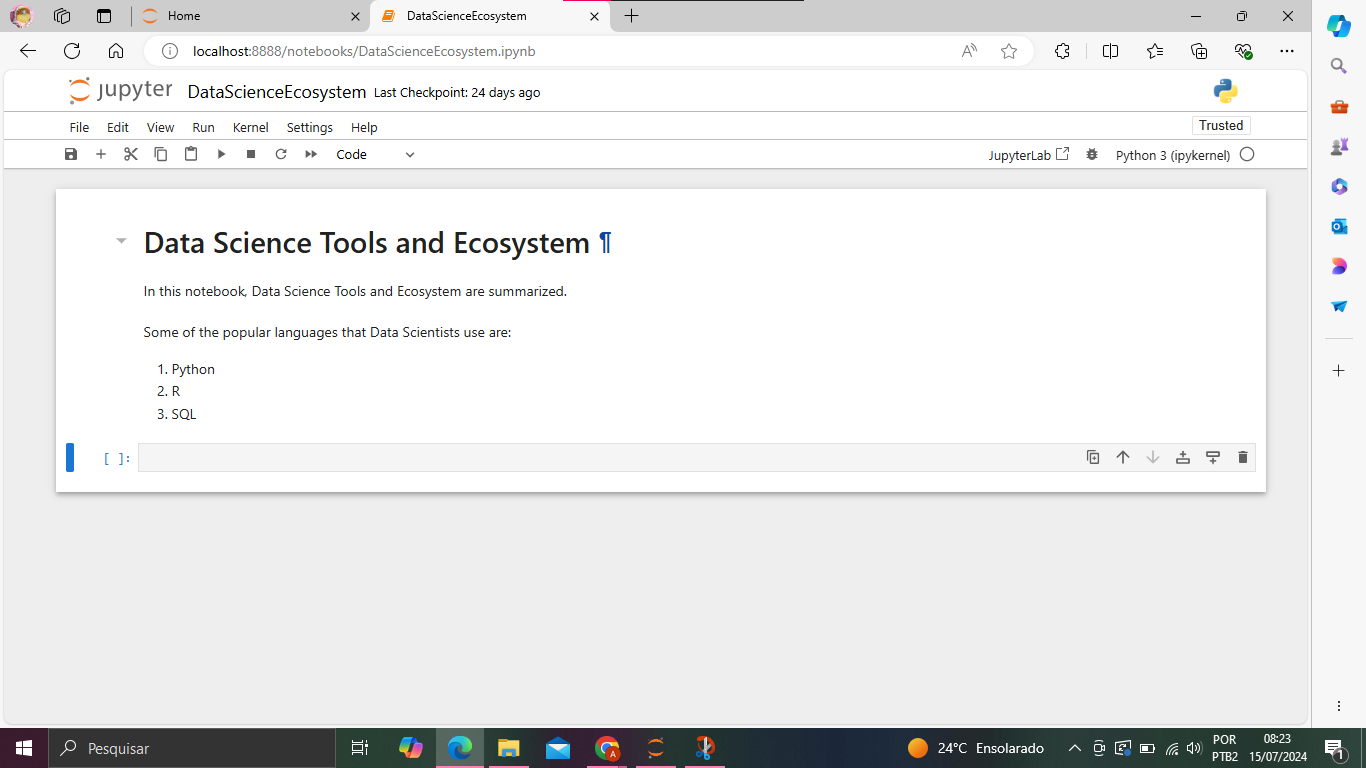 Home
DataScienceEcosystem
localhost:8888/notebooks/DataScienceEcosystem.ipynb
jupyter DataScienceEcosystem Last Checkpoint: 24 days ago
File Edit View Run Kernel Settings Help
Trusted
Code
JupyterLab Python 3 (ipykernel)
Data Science Tools and Ecosystem ¶
In this notebook, Data Science Tools and Ecosystem are summarized.
Some of the popular languages that Data Scientists use are:
1. Python
2. R
3. SQL
[ ]:
Pesquisar
24°C Ensolarado
POR
PTB2
08:23
15/07/2024
1